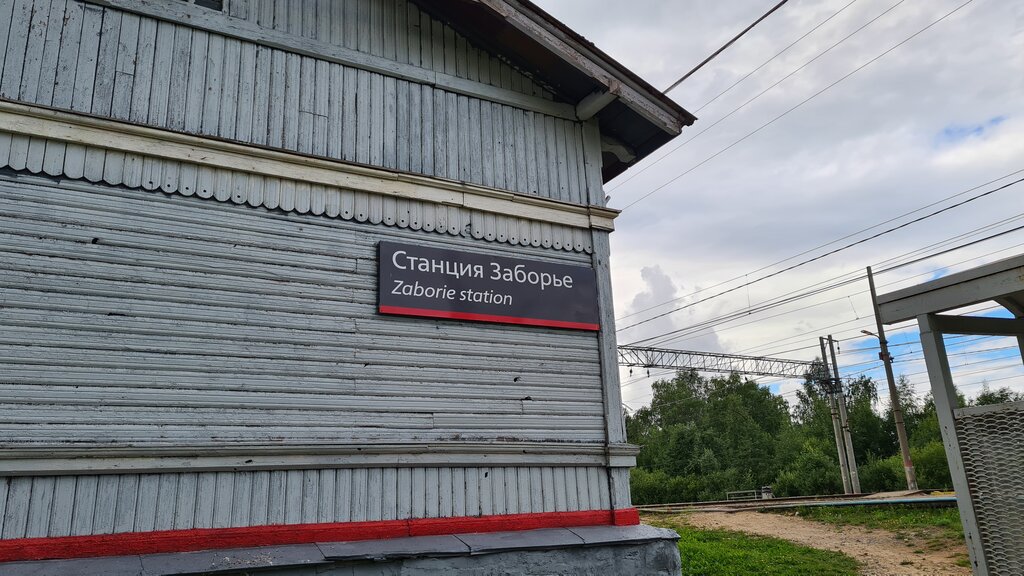 Станция Заборье
Zaborie station